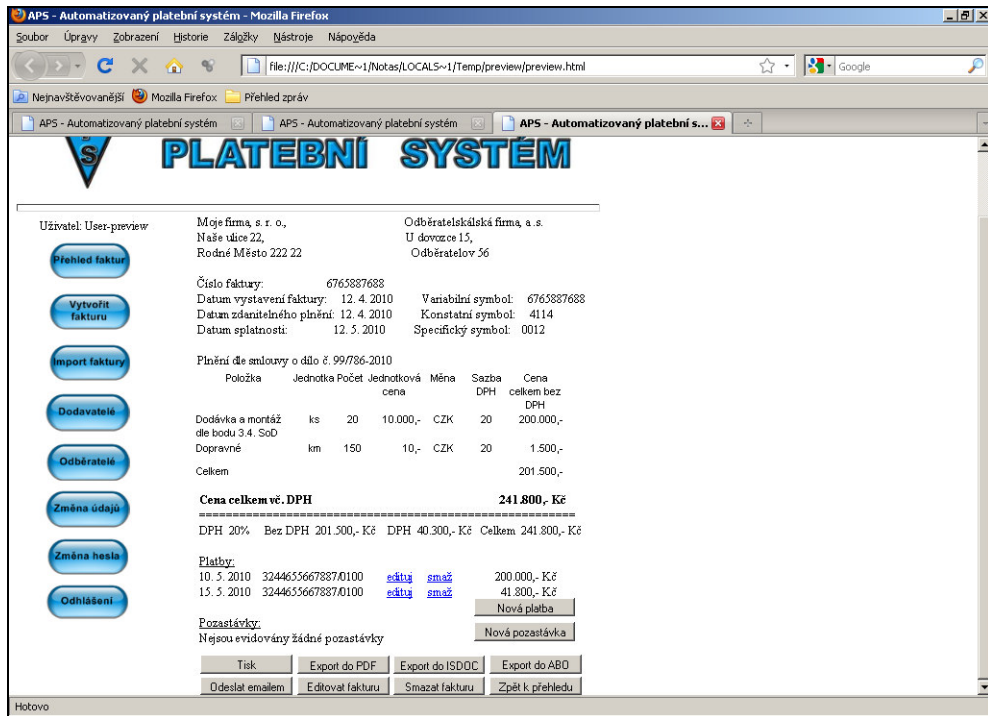 APS - Automatizovaný platební systém - Mozilla Firefox
Soubor Úpravy Zobrazení Historie Záložky Nástroje Nápověda
file:///C:/DOCUME~1/Notas/LOCALS~1/Temp/preview/preview.html
Google
Nejnavštěvovanější Mozilla Firefox Přehled zpráv
APS - Automatizovaný platební systém APS - Automatizovaný platební systém APS - Automatizovaný platební s...
S
PLATEBNÍ SYSTÉM
Uživatel: User-preview
Přehled faktur
Vytvořit
fakturu
Import faktury
Dodavatelé
Odběratelé
Změna údajů
Změna hesla
Odhlášení
Moje firma, s. r. o., Odběratelskálská firma, a.s.
Naše ulice 22, U dovozce 15,
Rodné Město 222 22 Odběratelov 56
Číslo faktury: 6765887688
Datum vystavení faktury: 12. 4. 2010 Variabilní symbol: 6765887688
Datum zdanitelného plnění: 12. 4. 2010 Konstatní symbol: 4114
Datum splatnosti: 12. 5. 2010 Specifický symbol: 0012
Plnění dle smlouvy o dílo č. 99/786-2010
Položka Jednotka Počet Jednotková cena Měna Sazba DPH Cena celkem bez DPH
Dodávka a montáž dle bodu 3.4. SoD ks 20 10.000,- CZK 20 200.000,-
Dopravné km 150 10,- CZK 20 1.500,-
Celkem 201.500,-
Cena celkem vč. DPH 241.800,- Kč
DPH 20% Bez DPH 201.500,- Kč DPH 40.300,- Kč Celkem 241.800,- Kč
Platby:
10. 5. 2010 3244655667887/0100 edituj smaž 200.000,- Kč
15. 5. 2010 3244655667887/0100 edituj smaž 41.800,- Kč
Nová platba
Pozastávky:
Nejsou evidovány žádné pozastávky
Nová pozastávka
Tisk Export do PDF Export do ISDOC Export do ABO
Odeslat emailem Editovat fakturu Smazat fakturu Zpět k přehledu
Hotovo